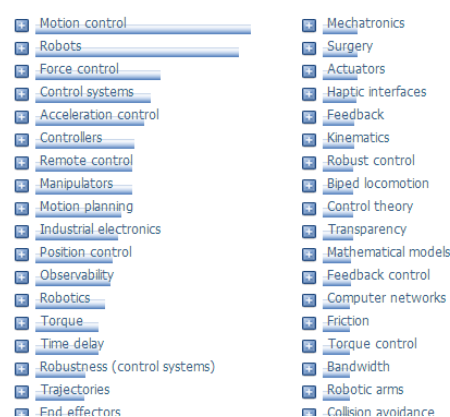 Motion control
Robots
Force control
Control systems
Acceleration control
Controllers
Remote control
Manipulators
Motion planning
Industrial electronics
Position control
Observability
Robotics
Torque
Time delay
Robustness (control systems)
Trajectories
End effectors
Mechatronics
Surgery
Actuators
Haptic interfaces
Feedback
Kinematics
Robust control
Biped locomotion
Control theory
Transparency
Mathematical models
Feedback control
Computer networks
Friction
Torque control
Bandwidth
Robotic arms
Collision avoidance